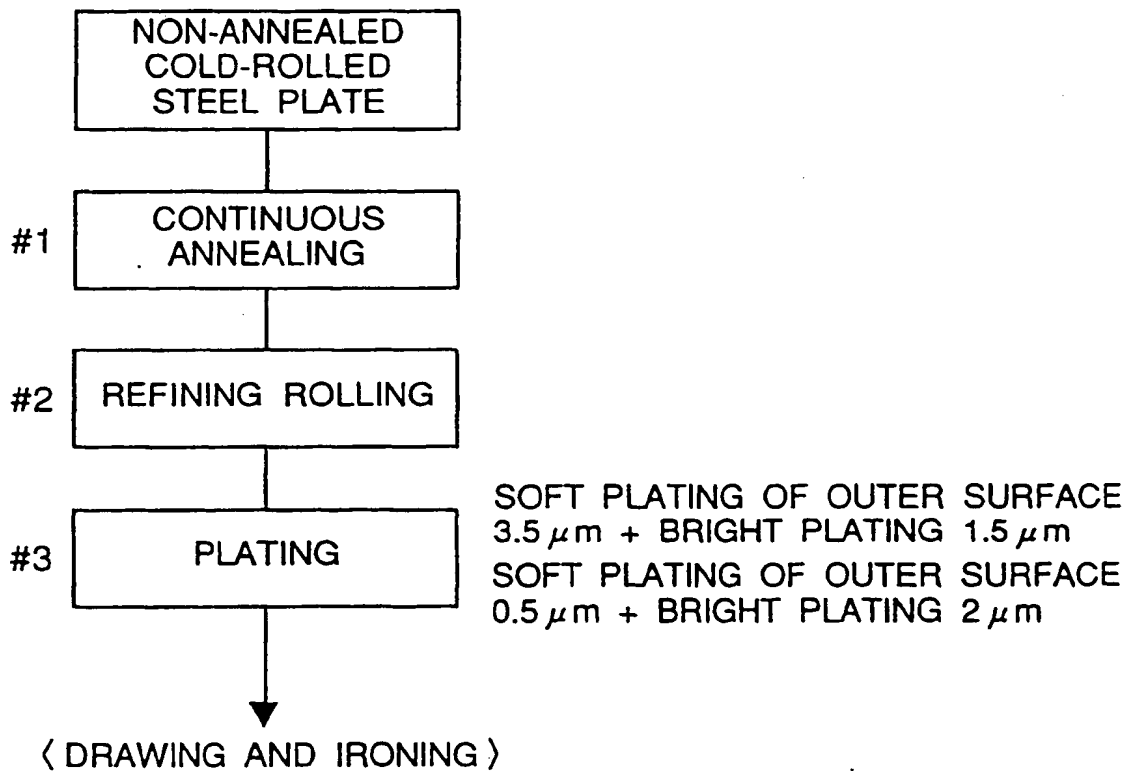 NON-ANNEALED
COLD-ROLLED
STEEL PLATE
#1
CONTINUOUS
ANNEALING
#2
REFINING ROLLING
#3
PLATING
SOFT PLATING OF OUTER SURFACE
3.5 μm + BRIGHT PLATING 1.5 μm
SOFT PLATING OF OUTER SURFACE
0.5 μm + BRIGHT PLATING 2 μm
〈 DRAWING AND IRONING 〉